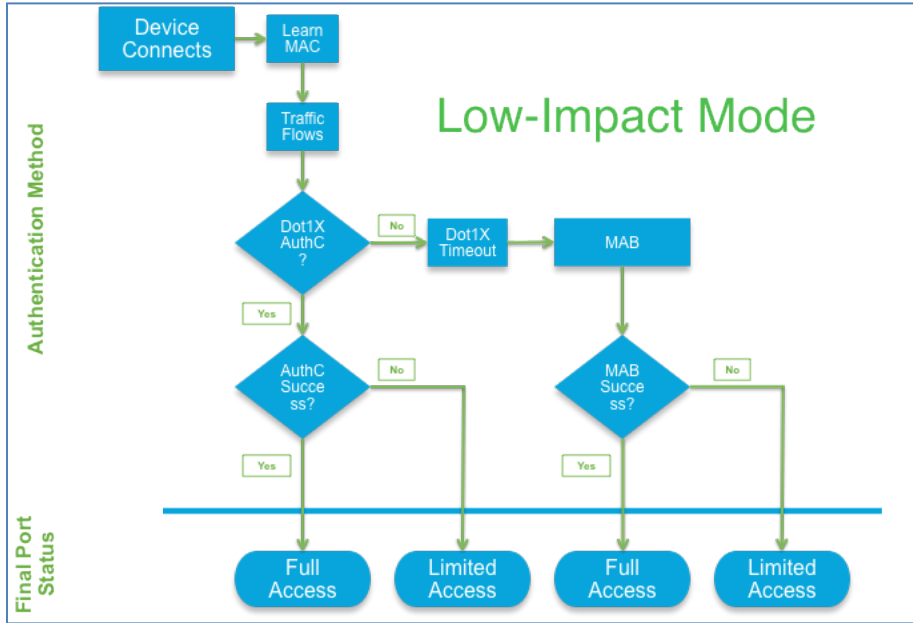 Device
Connects
Learn
MAC
Low-Impact Mode
Traffic
Flows
Authentication Method
Dot1X
AuthC
?
No
Dot1X
Timeout
MAB
Yes
AuthC
Succe
ss?
No
MAB
Succe
ss?
No
Yes
Yes
Final Port
Status
Full
Access
Limited
Access
Full
Access
Limited
Access